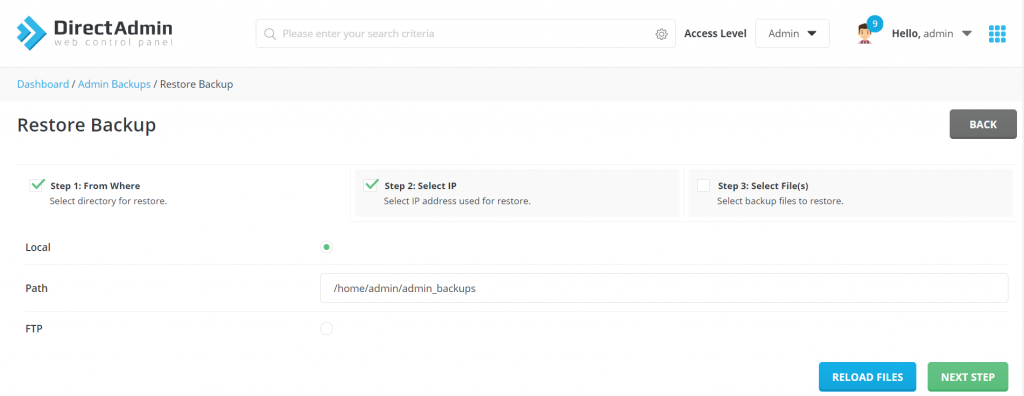 DirectAdmin
web control panel
Please enter your search criteria
Access Level
Admin
9
Hello, admin
Dashboard / Admin Backups / Restore Backup
Restore Backup
BACK
Step 1: From Where
Select directory for restore.
Step 2: Select IP
Select IP address used for restore.
Step 3: Select File(s)
Select backup files to restore.
Local
Path
/home/admin/admin_backups
FTP
RELOAD FILES
NEXT STEP